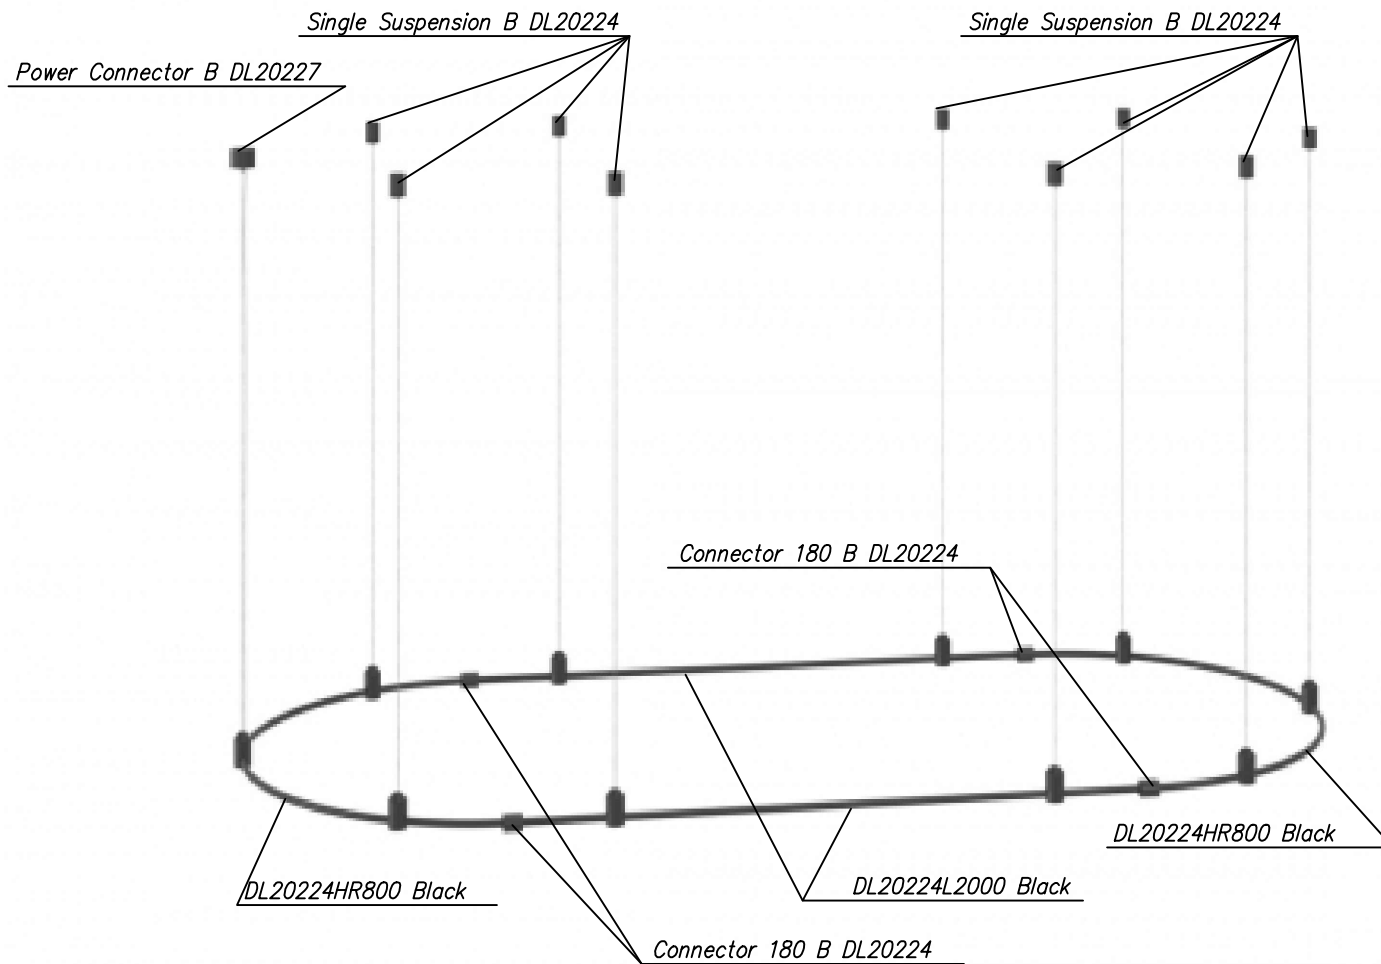 Single Suspension B DL20224
Single Suspension B DL20224
Power Connector B DL20227
Connector 180 B DL20224
DL20224HR800 Black
DL20224HR800 Black
DL20224L2000 Black
Connector 180 B DL20224